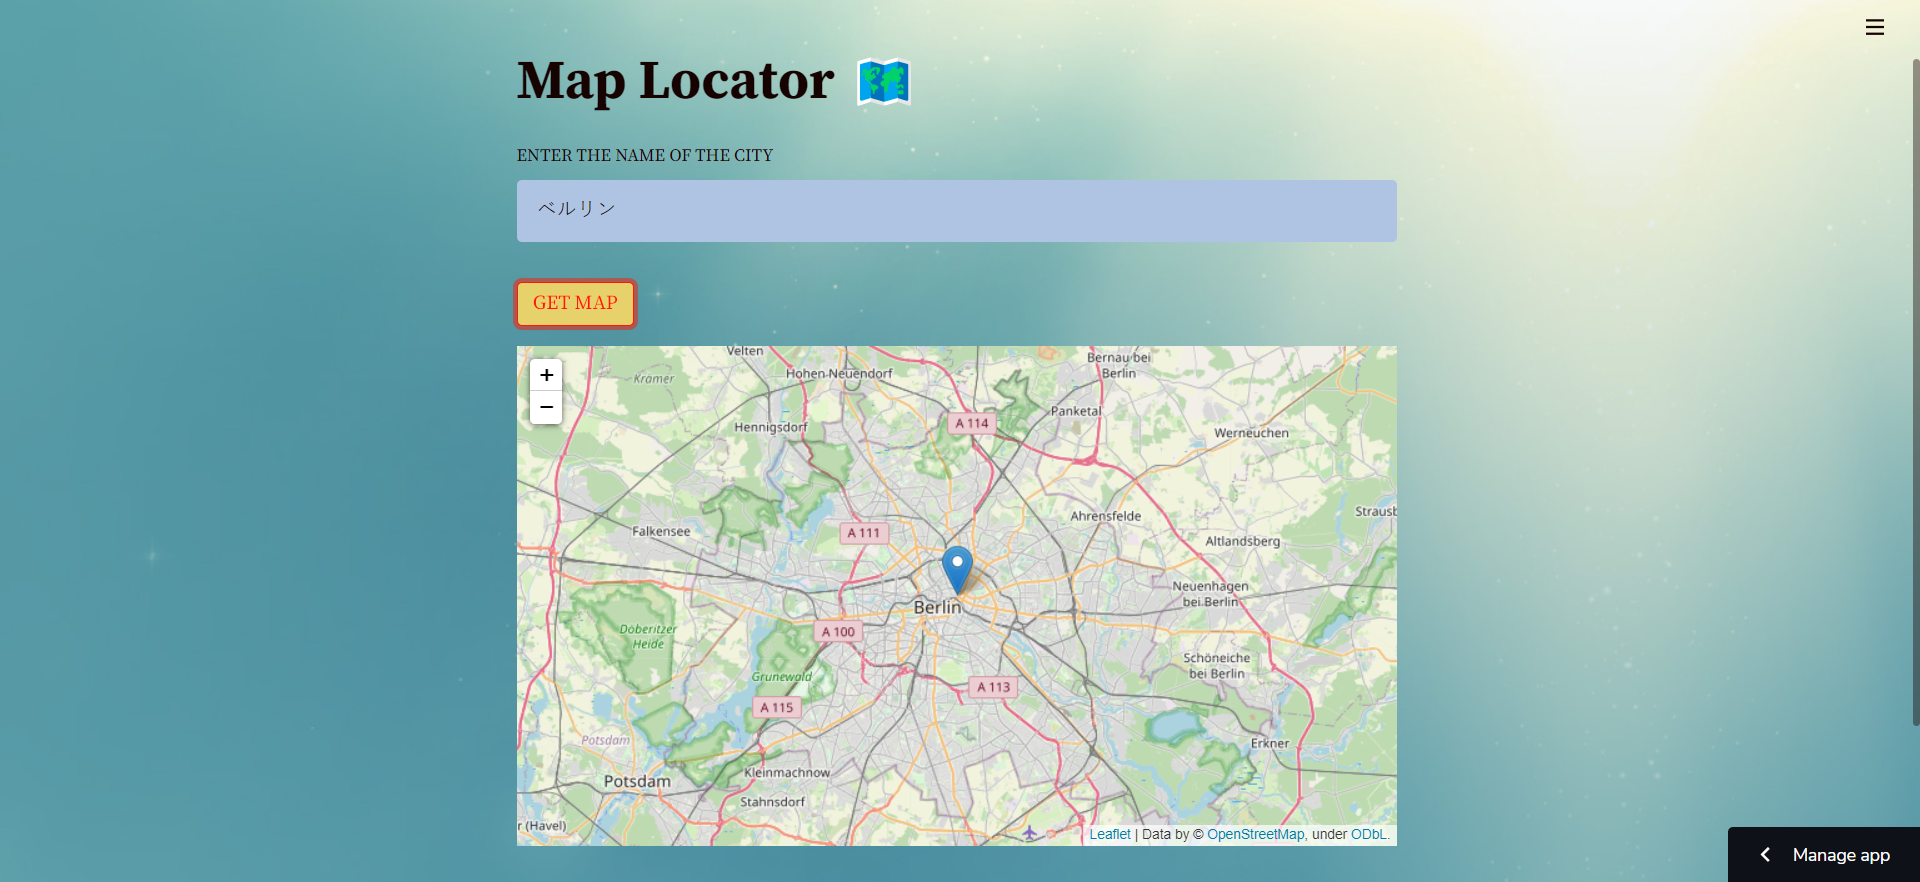 Map Locator
ENTER THE NAME OF THE CITY
ベルリン
GET MAP
+
−
Velten
Bernau bei
Berlin
Krämer
Hohen Neuendorf
Panketal
A 114
Hennigsdorf
Werneuchen
Strausb
Ahrensfelde
Falkensee
A 111
Altlandsberg
Neuenhagen
bei Berlin
Berlin
Döberitzer
Heide
A 100
Schöneiche
bei Berlin
Grunewald
A 113
A 115
Potsdam
Erkner
Potsdam
Kleinmachnow
Stahnsdorf
r (Havel)
Leaflet | Data by © OpenStreetMap, under ODbL.
Manage app